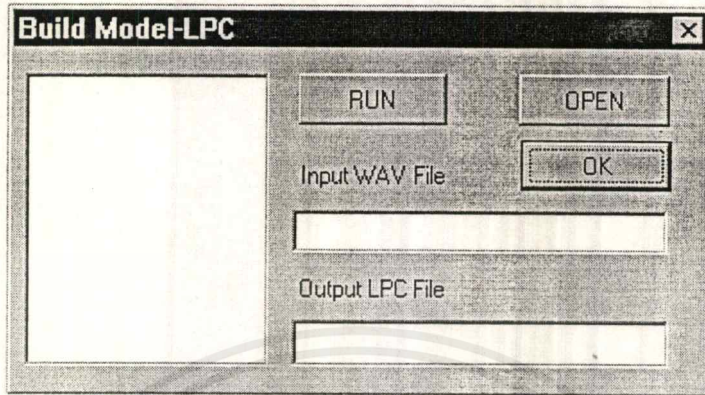 Build Model-LPC
RUN
OPEN
OK
Input WAV File
Output LPC File